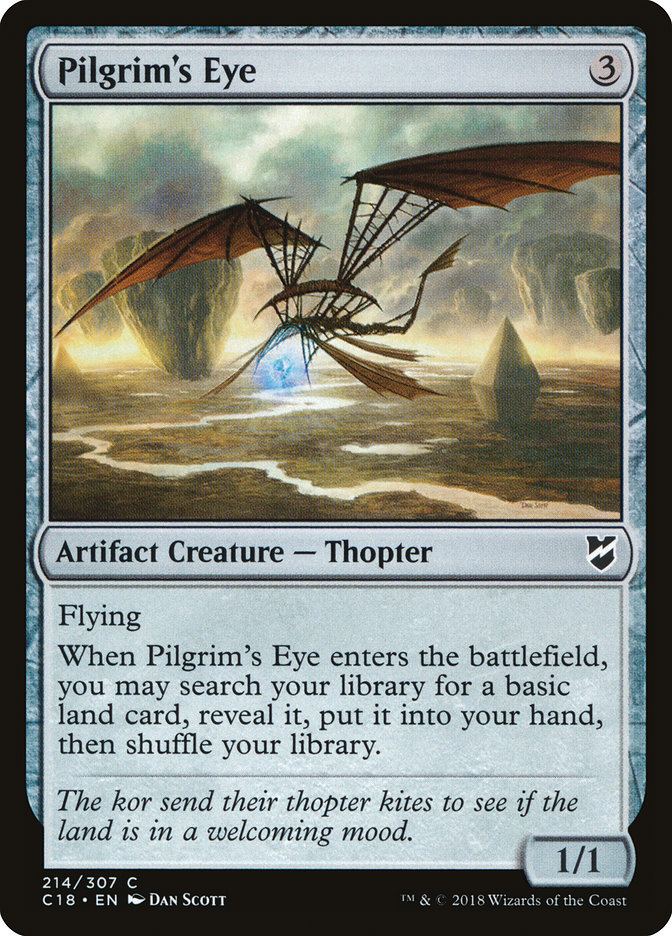 Pilgrim's Eye 3
Dan Scott
Artifact Creature — Thopter
Flying
When Pilgrim's Eye enters the battlefield,
you may search your library for a basic
land card, reveal it, put it into your hand,
then shuffle your library.
The kor send their thopter kites to see if the
land is in a welcoming mood.
1/1
214/307 C
C18 • EN Dan Scott
™ & © 2018 Wizards of the Coast